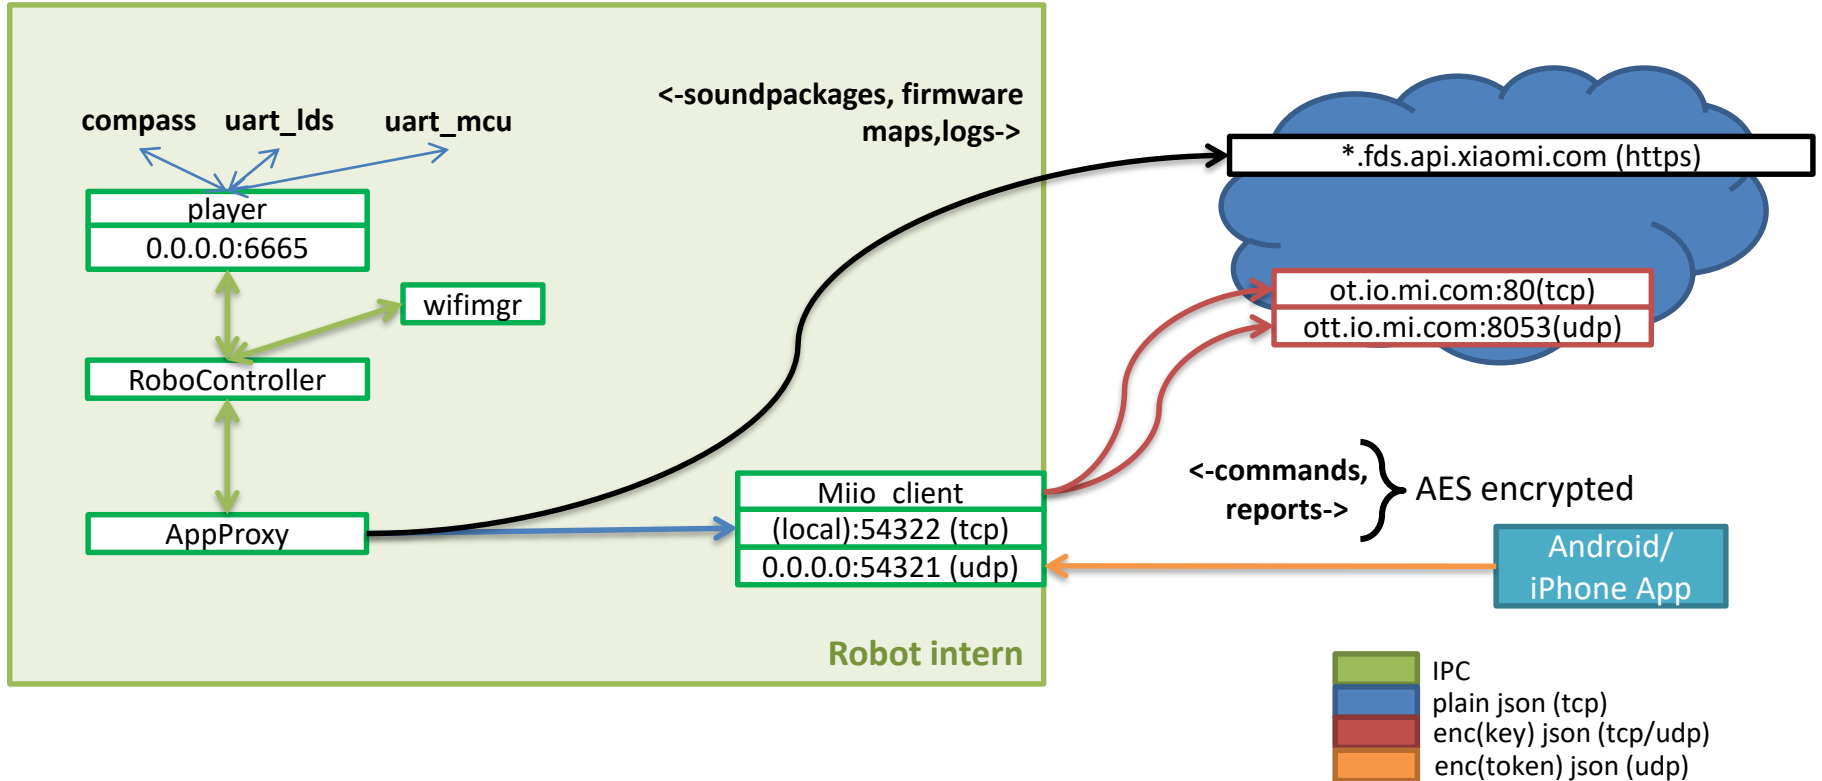 <-soundpackages, firmware
maps,logs->
compass uart_lds uart_mcu
*.fds.api.xiaomi.com (https)
player
0.0.0.0:6665
wifimgr
ot.io.mi.com:80(tcp)
ott.io.mi.com:8053(udp)
RoboController
<-commands,
reports->
AES encrypted
Miio_client
(local):54322 (tcp)
0.0.0.0:54321 (udp)
AppProxy
Android/
iPhone App
Robot intern
IPC
plain json (tcp)
enc(key) json (tcp/udp)
enc(token) json (udp)